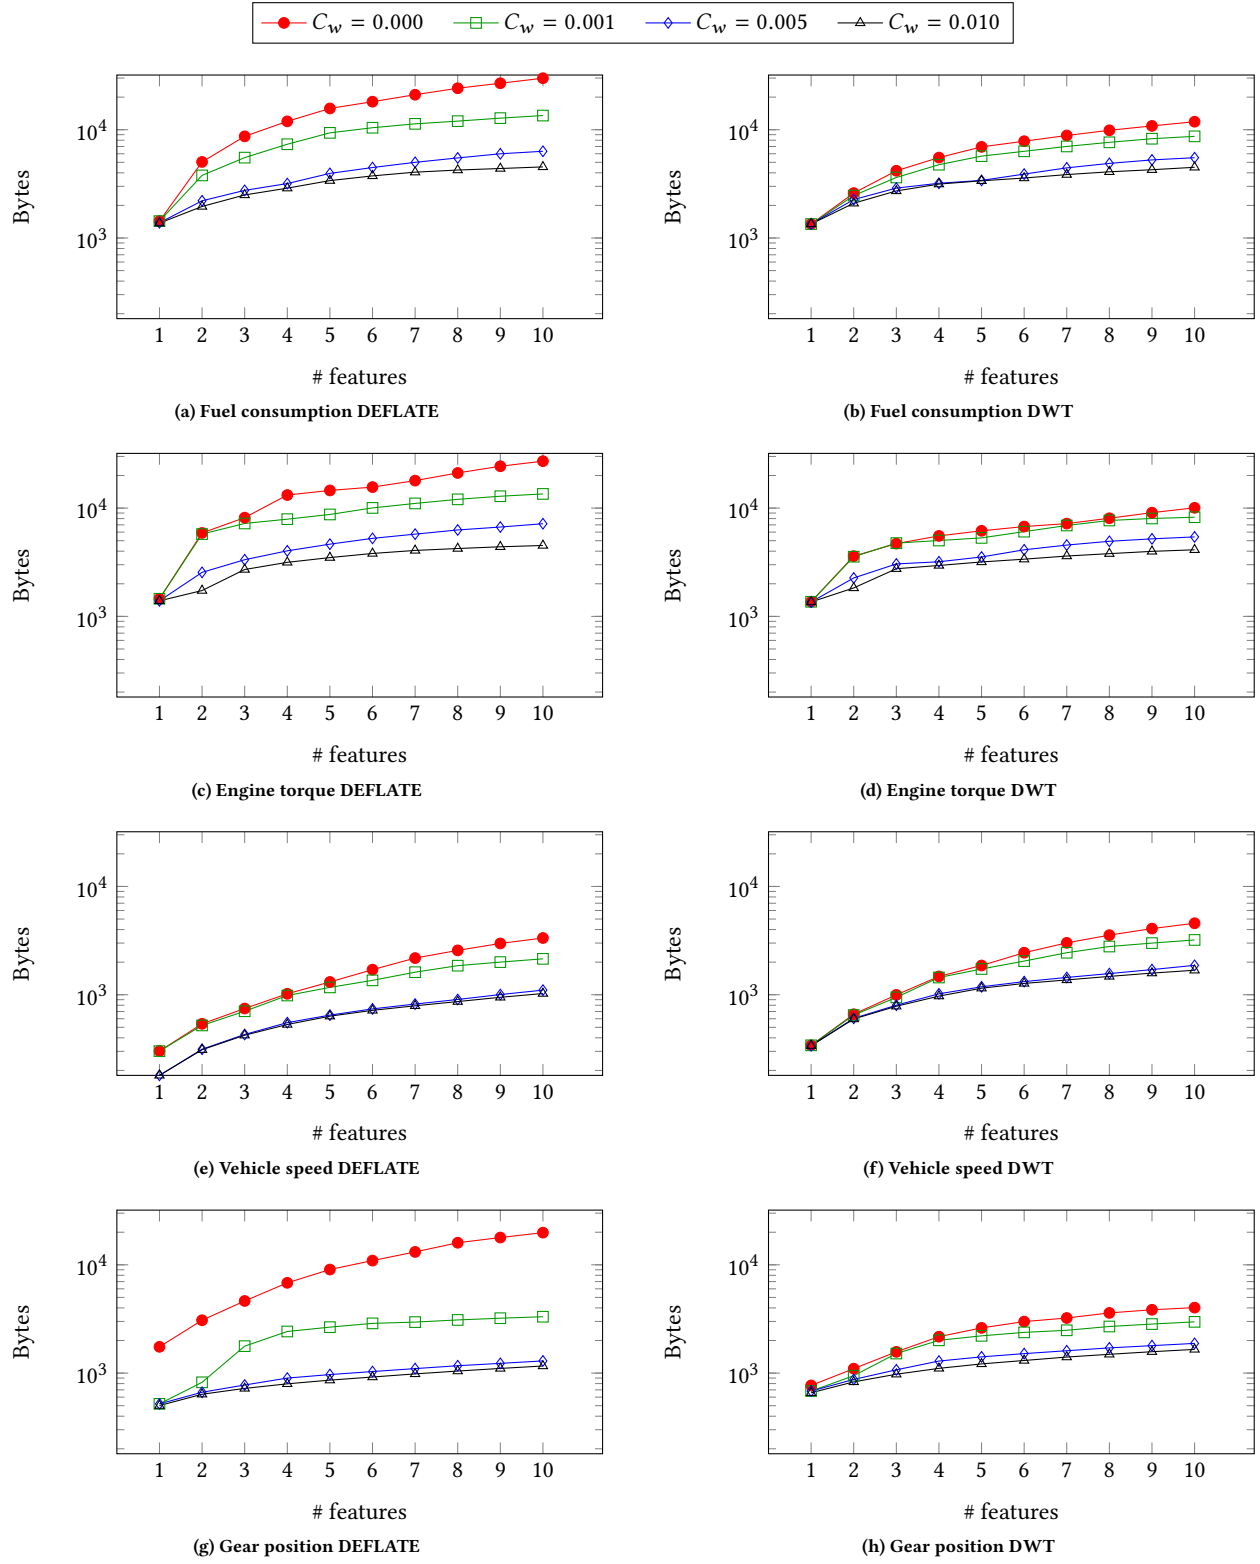 C_w = 0.000 C_w = 0.001 C_w = 0.005 C_w = 0.010
10^4
10^3
Bytes
1 2 3 4 5 6 7 8 9 10
# features
(a) Fuel consumption DEFLATE
10^4
10^3
Bytes
1 2 3 4 5 6 7 8 9 10
# features
(b) Fuel consumption DWT
10^4
10^3
Bytes
1 2 3 4 5 6 7 8 9 10
# features
(c) Engine torque DEFLATE
10^4
10^3
Bytes
1 2 3 4 5 6 7 8 9 10
# features
(d) Engine torque DWT
10^4
10^3
Bytes
1 2 3 4 5 6 7 8 9 10
# features
(e) Vehicle speed DEFLATE
10^4
10^3
Bytes
1 2 3 4 5 6 7 8 9 10
# features
(f) Vehicle speed DWT
10^4
10^3
Bytes
1 2 3 4 5 6 7 8 9 10
# features
(g) Gear position DEFLATE
10^4
10^3
Bytes
1 2 3 4 5 6 7 8 9 10
# features
(h) Gear position DWT